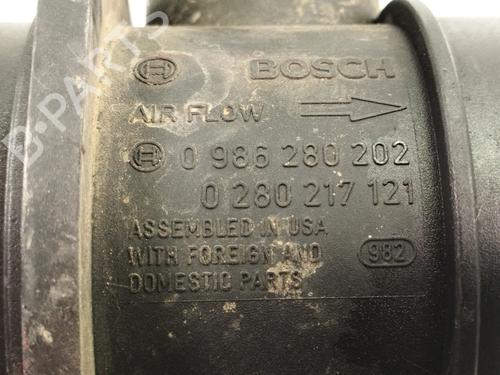 BOSCH
AIR FLOW
0 986 280 202
0 280 217 121
ASSEMBLED IN USA
WITH FOREIGN AND
DOMESTIC PARTS
982
B-PARTS